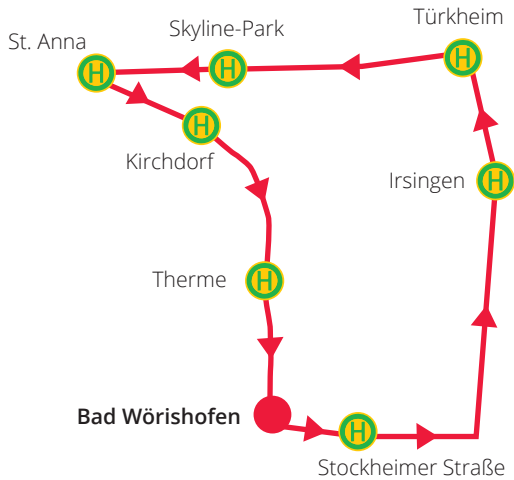 Türkheim
Skyline-Park
St. Anna
H
H
H
H
Kirchdorf
Irsingen
H
Therme
H
Bad Wörishofen
H
Stockheimer Straße